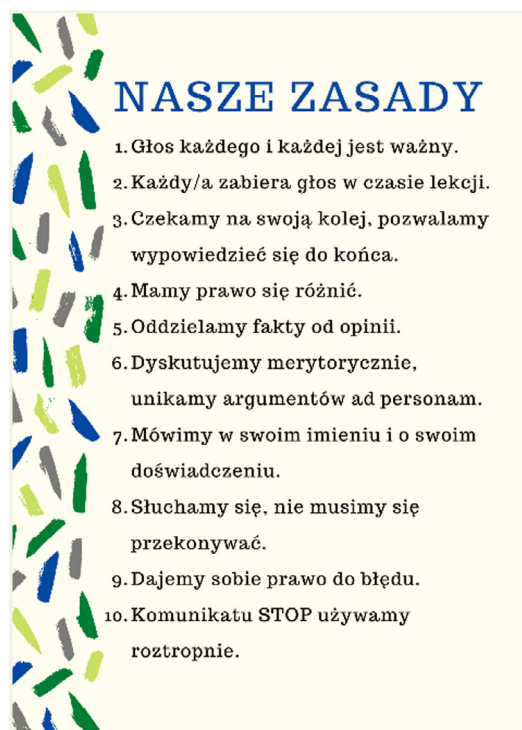 NASZE ZASADY
1. Głos każdego i każdej jest ważny.
2. Każdy/a zabiera głos w czasie lekcji.
3. Czekamy na swoją kolej, pozwalamy
wypowiedzieć się do końca.
4. Mamy prawo się różnić.
5. Oddzielamy fakty od opinii.
6. Dyskutujemy merytorycznie,
unikamy argumentów ad personam.
7. Mówimy w swoim imieniu i o swoim
doświadczeniu.
8. Słuchamy się, nie musimy się
przekonywać.
9. Dajemy sobie prawo do błędu.
10. Komunikatu STOP używamy
roztropnie.